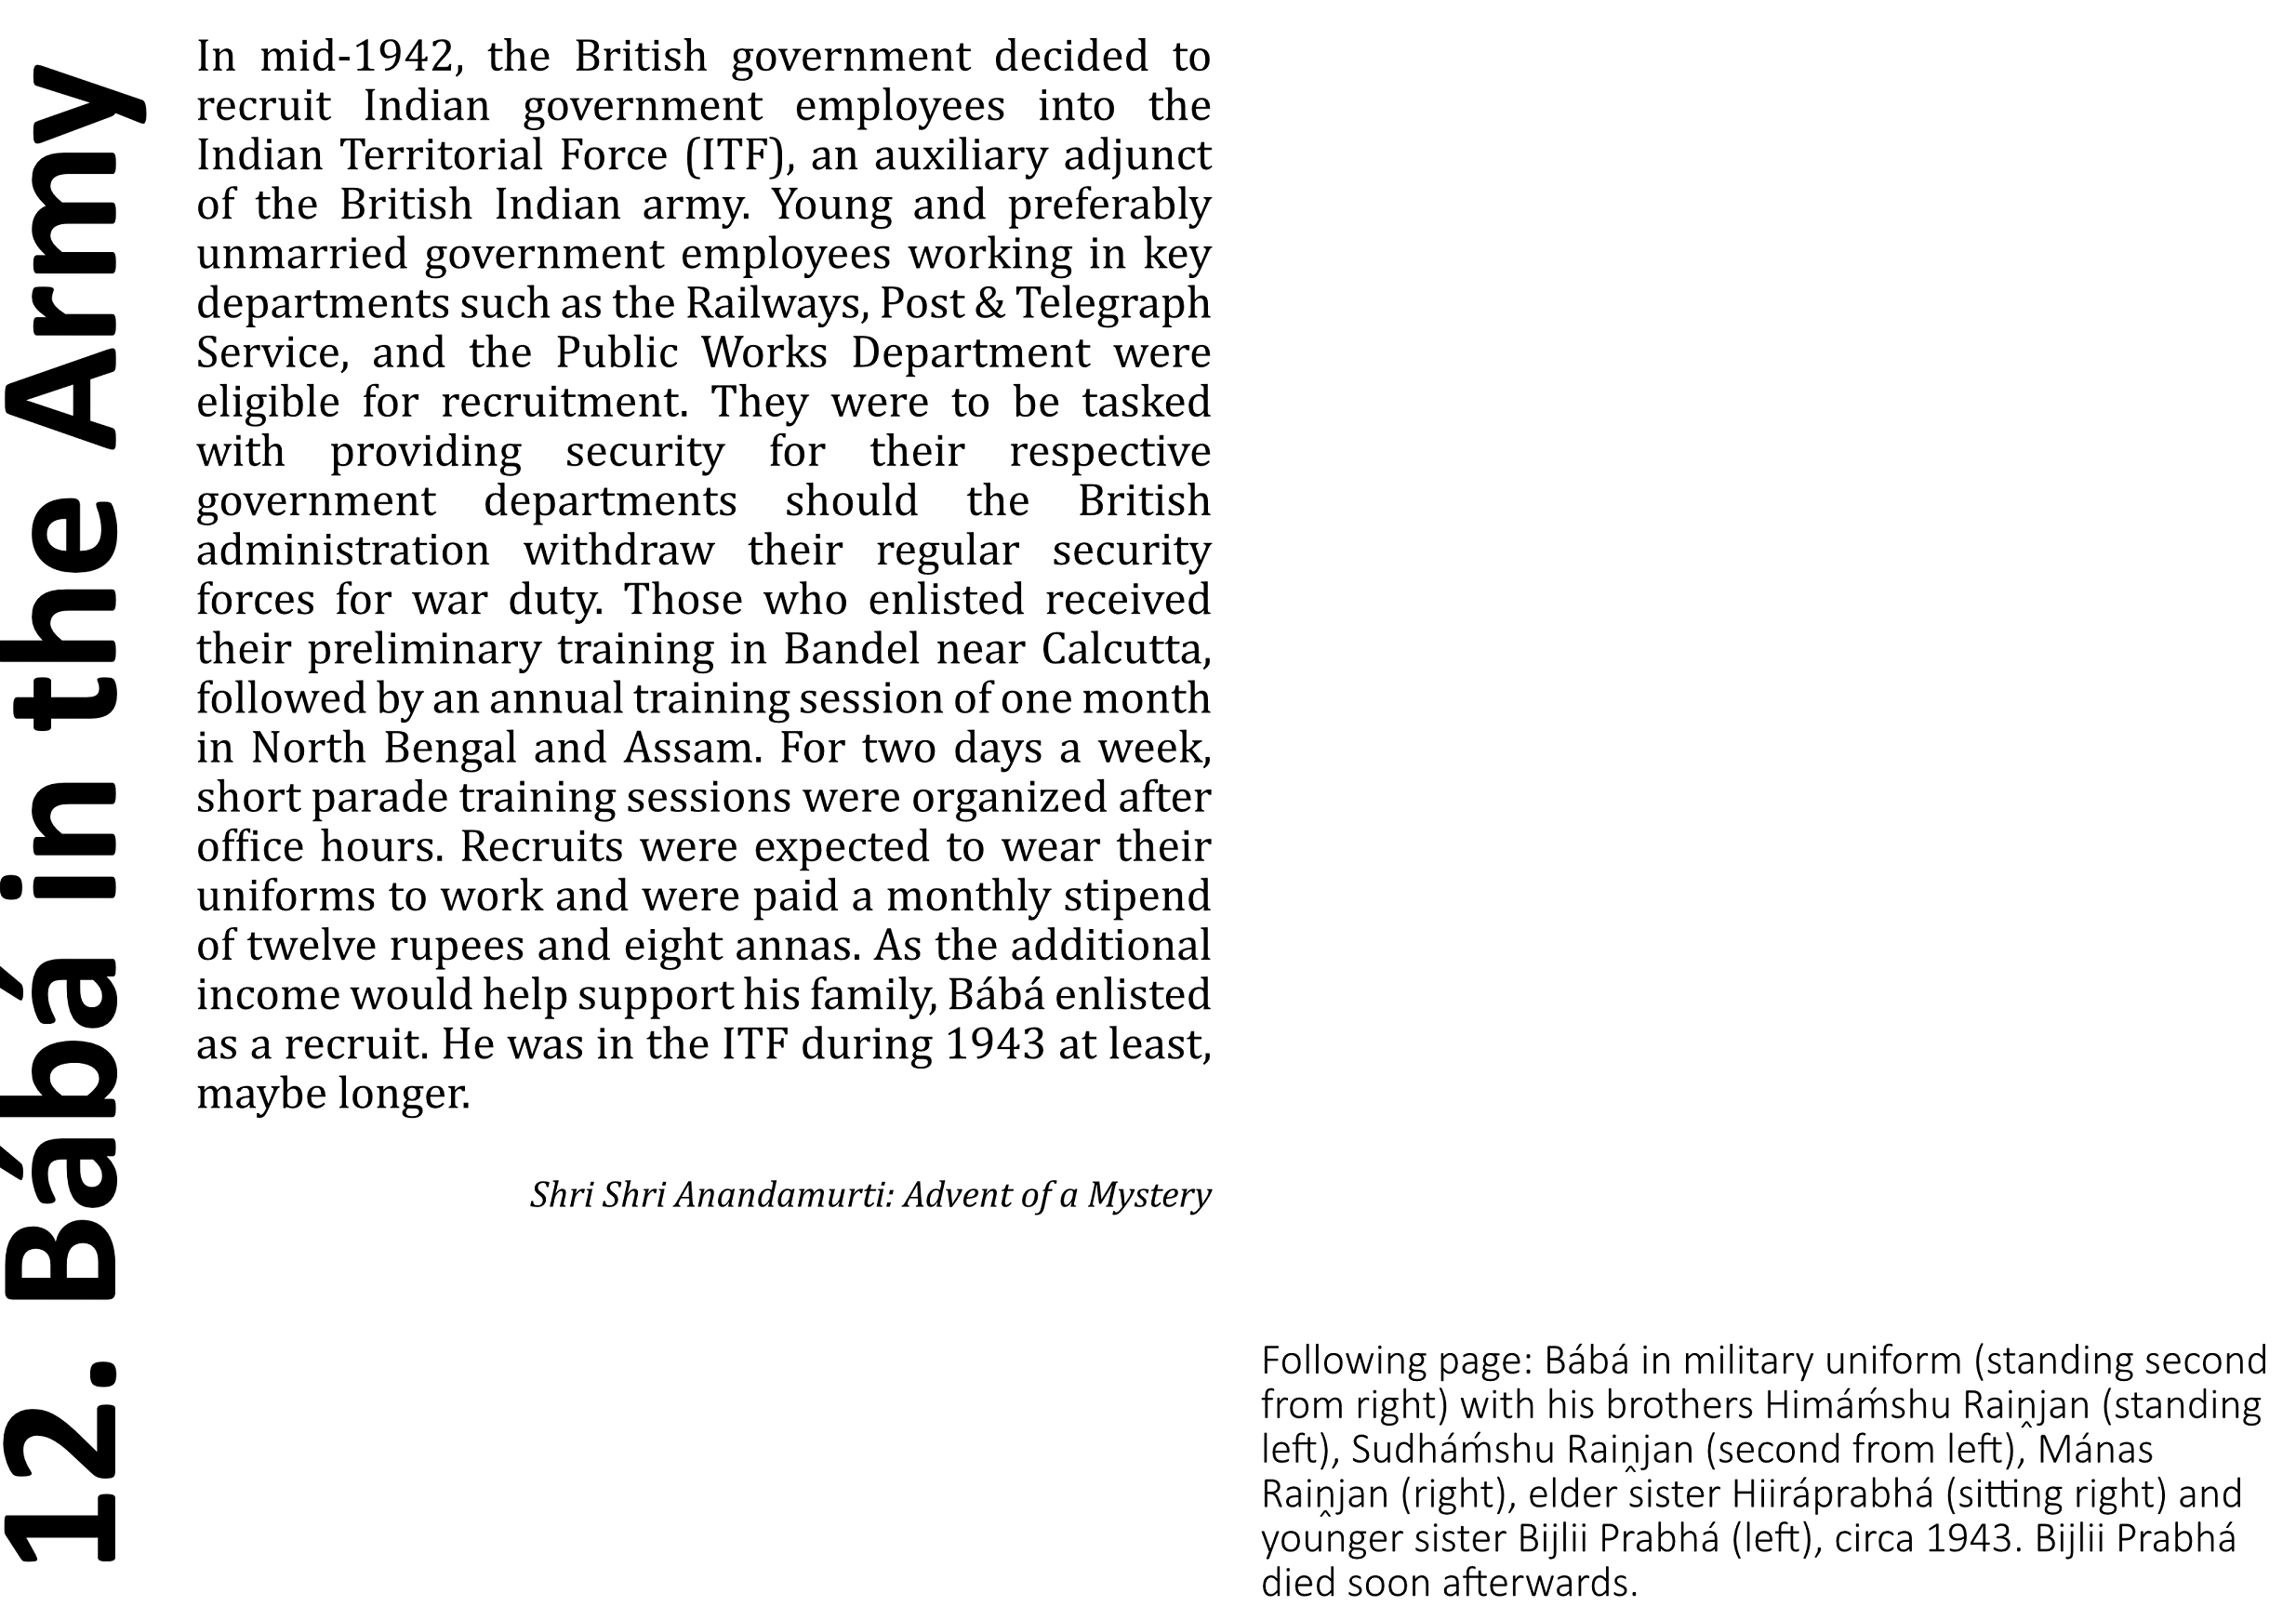 12. Bábá in the Army
In mid-1942, the British government decided to
recruit Indian government employees into the
Indian Territorial Force (ITF), an auxiliary adjunct
of the British Indian army. Young and preferably
unmarried government employees working in key
departments such as the Railways, Post & Telegraph
Service, and the Public Works Department were
eligible for recruitment. They were to be tasked
with providing security for their respective
government departments should the British
administration withdraw their regular security
forces for war duty. Those who enlisted received
their preliminary training in Bandel near Calcutta,
followed by an annual training session of one month
in North Bengal and Assam. For two days a week,
short parade training sessions were organized after
office hours. Recruits were expected to wear their
uniforms to work and were paid a monthly stipend
of twelve rupees and eight annas. As the additional
income would help support his family, Bábá enlisted
as a recruit. He was in the ITF during 1943 at least,
maybe longer.
Shri Shri Anandamurti: Advent of a Mystery
Following page: Bábá in military uniform (standing second
from right) with his brothers Himáḿshu Raiṋjan (standing
left), Sudháḿshu Raiṋjan (second from left), Mánas
Raiṋjan (right), elder sister Hiiráprabhá (sitting right) and
younger sister Bijlii Prabhá (left), circa 1943. Bijlii Prabhá
died soon afterwards.